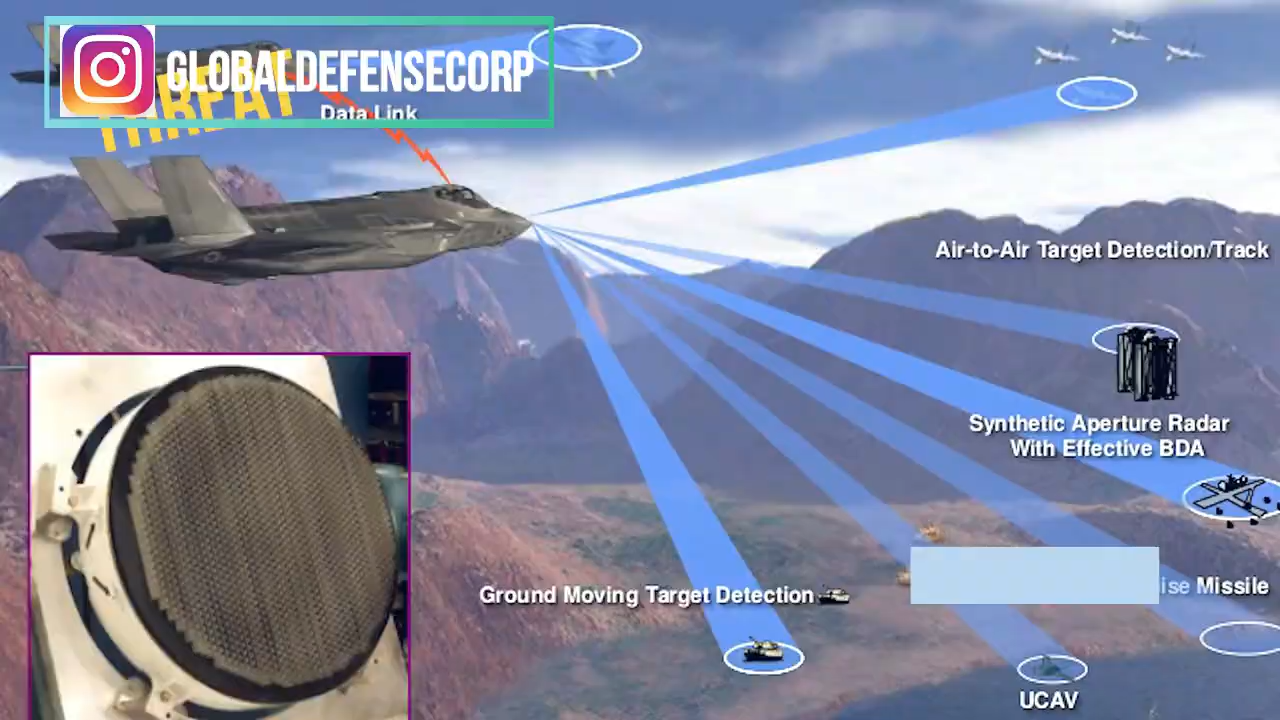 GLOBALDEFENSECORP
THREAT
Data Link
Air-to-Air Target Detection/Track
Synthetic Aperture Radar
With Effective BDA
Ground Moving Target Detection
Missile
UCAV